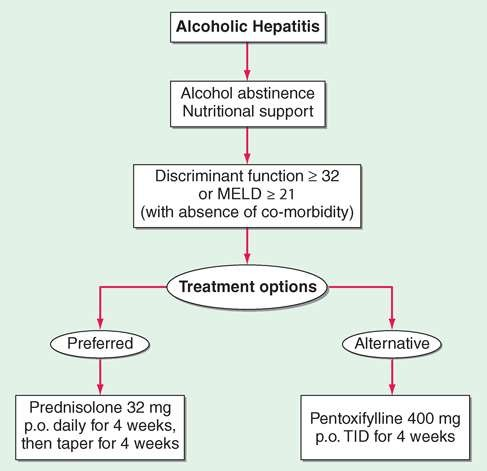 Alcoholic Hepatitis
Alcohol abstinence
Nutritional support
Discriminant function ≥ 32
or MELD ≥ 21
(with absence of co-morbidity)
Treatment options
Preferred
Alternative
Prednisolone 32 mg
p.o. daily for 4 weeks,
then taper for 4 weeks
Pentoxifylline 400 mg
p.o. TID for 4 weeks